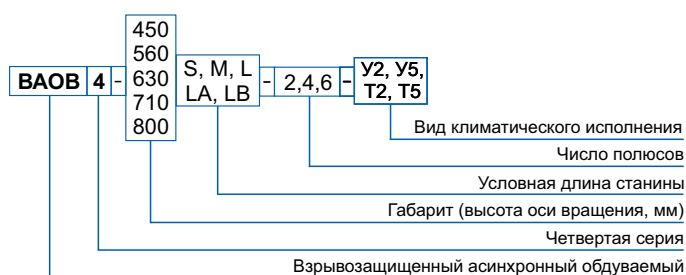 450
560
630
710
800
ВАОВ 4 - S, M, L - 2,4,6 - У2, У5,
LA, LB Т2, Т5
Вид климатического исполнения
Число полюсов
Условная длина станины
Габарит (высота оси вращения, мм)
Четвертая серия
Взрывозащищенный асинхронный обдуваемый